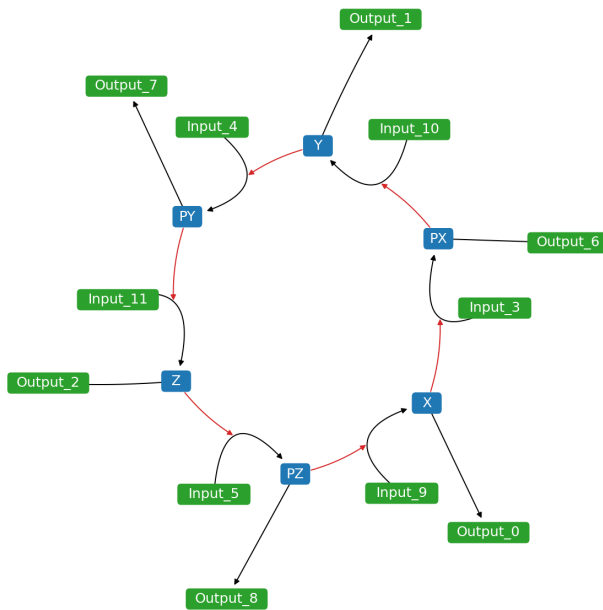 Output_1
Output_7
Input_4
Input_10
Y
PY
PX
Output_6
Input_11
Input_3
Z
Output_2
X
PZ
Input_5
Input_9
Output_0
Output_8